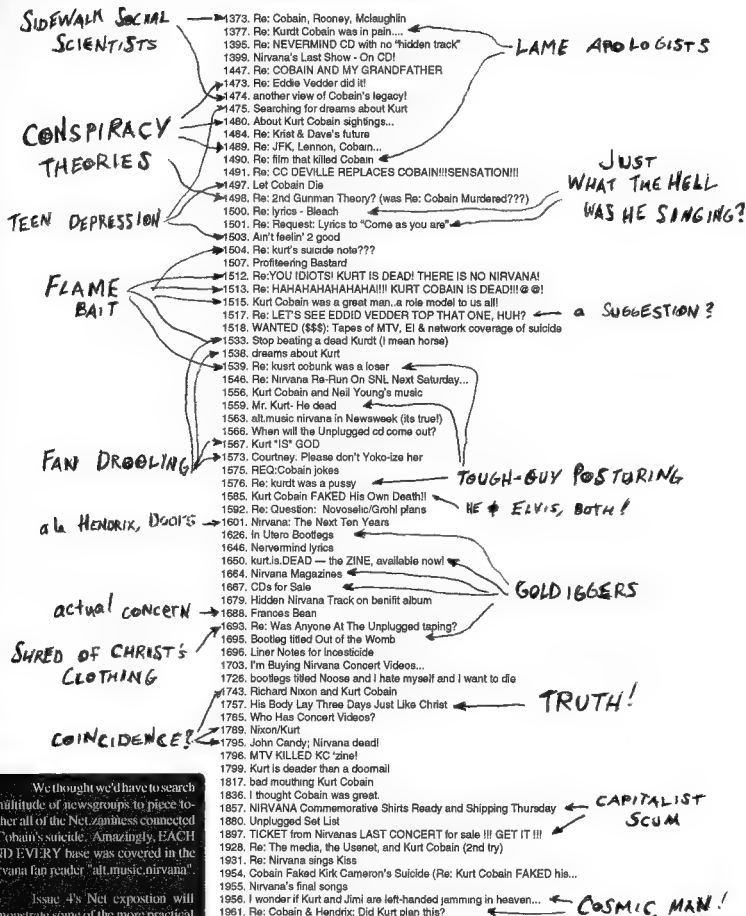 SIDEWALK SOCIAL
SCIENTISTS
CONSPIRACY
THEORIES
TEEN DEPRESSION
FLAME
BAIT
FAN DROOLING
a la HENDRIX, DOORS
actual concern
SHRED OF CHRIST'S
CLOTHING
COINCIDENCE?
1373. Re: Cobain, Rooney, Mclaughlin
1377. Re: Kurdt Cobain was in pain....
1395. Re: NEVERMIND CD with no "hidden track"
1399. Nirvana's Last Show - On CD!
1447. Re: COBAIN AND MY GRANDFATHER
1473. Re: Eddie Vedder did it!
1474. another view of Cobain's legacy!
1475. Searching for dreams about Kurt
1480. About Kurt Cobain sightings...
1484. Re: Krist & Dave's future
1489. Re: JFK, Lennon, Cobain...
1490. Re: film that killed Cobain
1491. Re: CC DEVILLE REPLACES COBAIN!!!SENSATION!!!
1497. Let Cobain Die
1498. Re: 2nd Gunman Theory? (was Re: Cobain Murdered???)
1500. Re: lyrics - Bleach
1501. Re: Request: Lyrics to "Come as you are"
1503. Ain't feelin' 2 good
1504. Re: kurt's suicide note???
1507. Profiteering Bastard
1512. Re:YOU IDIOTS! KURT IS DEAD! THERE IS NO NIRVANA!
1513. Re: HAHAHAHAHAHA!!!! KURT COBAIN IS DEAD!!!@ @!
1515. Kurt Cobain was a great man..a role model to us all!
1517. Re: LET'S SEE EDDID VEDDER TOP THAT ONE, HUH?
1518. WANTED ($$$): Tapes of MTV, E! & network coverage of suicide
1533. Stop beating a dead Kurdt (I mean horse)
1538. dreams about Kurt
1539. Re: kusrt cobunk was a loser
1546. Re: Nirvana Re-Run On SNL Next Saturday...
1556. Kurt Cobain and Neil Young's music
1559. Mr. Kurt- He dead
1563. alt.music nirvana in Newsweek (its true!)
1566. When will the Unplugged cd come out?
1567. Kurt *IS* GOD
1573. Courtney. Please don't Yoko-ize her
1575. REQ:Cobain jokes
1576. Re: kurdt was a pussy
1585. Kurt Cobain FAKED His Own Death!!
1592. Re: Question: Novoselic/Grohl plans
1601. Nirvana: The Next Ten Years
1626. In Utero Bootlegs
1646. Nervermind lyrics
1650. kurt.is.DEAD — the ZINE, available now!
1664. Nirvana Magazines
1667. CDs for Sale
1679. Hidden Nirvana Track on benifit album
1688. Frances Bean
1693. Re: Was Anyone At The Unplugged taping?
1695. Bootleg titled Out of the Womb
1696. Liner Notes for Incesticide
1703. I'm Buying Nirvana Concert Videos...
1726. bootlegs titled Noose and I hate myself and I want to die
1743. Richard Nixon and Kurt Cobain
1757. His Body Lay Three Days Just Like Christ
1765. Who Has Concert Videos?
1789. Nixon/Kurt
1795. John Candy; Nirvana dead!
1796. MTV KILLED KC 'zine!
1799. Kurt is deader than a doornail
1817. bad mouthing Kurt Cobain
1836. I thought Cobain was great.
1857. NIRVANA Commemorative Shirts Ready and Shipping Thursday
1880. Unplugged Set List
1897. TICKET from Nirvanas LAST CONCERT for sale !!! GET IT !!!
1928. Re: The media, the Usenet, and Kurt Cobain (2nd try)
1931. Re: Nirvana sings Kiss
1954. Cobain Faked Kirk Cameron's Suicide (Re: Kurt Cobain FAKED his...
1955. Nirvana's final songs
1956. I wonder if Kurt and Jimi are left-handed jamming in heaven...
1961. Re: Cobain & Hendrix: Did Kurt plan this?
LAME APOLOGISTS
JUST
WHAT THE HELL
WAS HE SINGING?
a SUGGESTION?
TOUGH-GUY POSTURING
HE & ELVIS, BOTH!
GOLDIGGERS
TRUTH!
CAPITALIST
SCUM
COSMIC MAN!
We thought we'd have to search
multitude of newsgroups to piece to-
her all of the Net.zaniness connected
Cobain's suicide. Amazingly, EACH
ND EVERY base was covered in the
rvana fan reader "alt.music.nirvana".
Issue 4's Net expostion will
monstrate some of the more practical